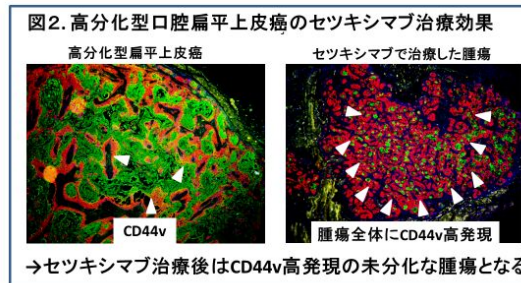 図2. 高分化型口腔扁平上皮癌のセツキシマブ治療効果
高分化型扁平上皮癌
セツキシマブで治療した腫瘍
CD44v
腫瘍全体にCD44v高発現
→セツキシマブ治療後はCD44v高発現の未分化な腫瘍となる